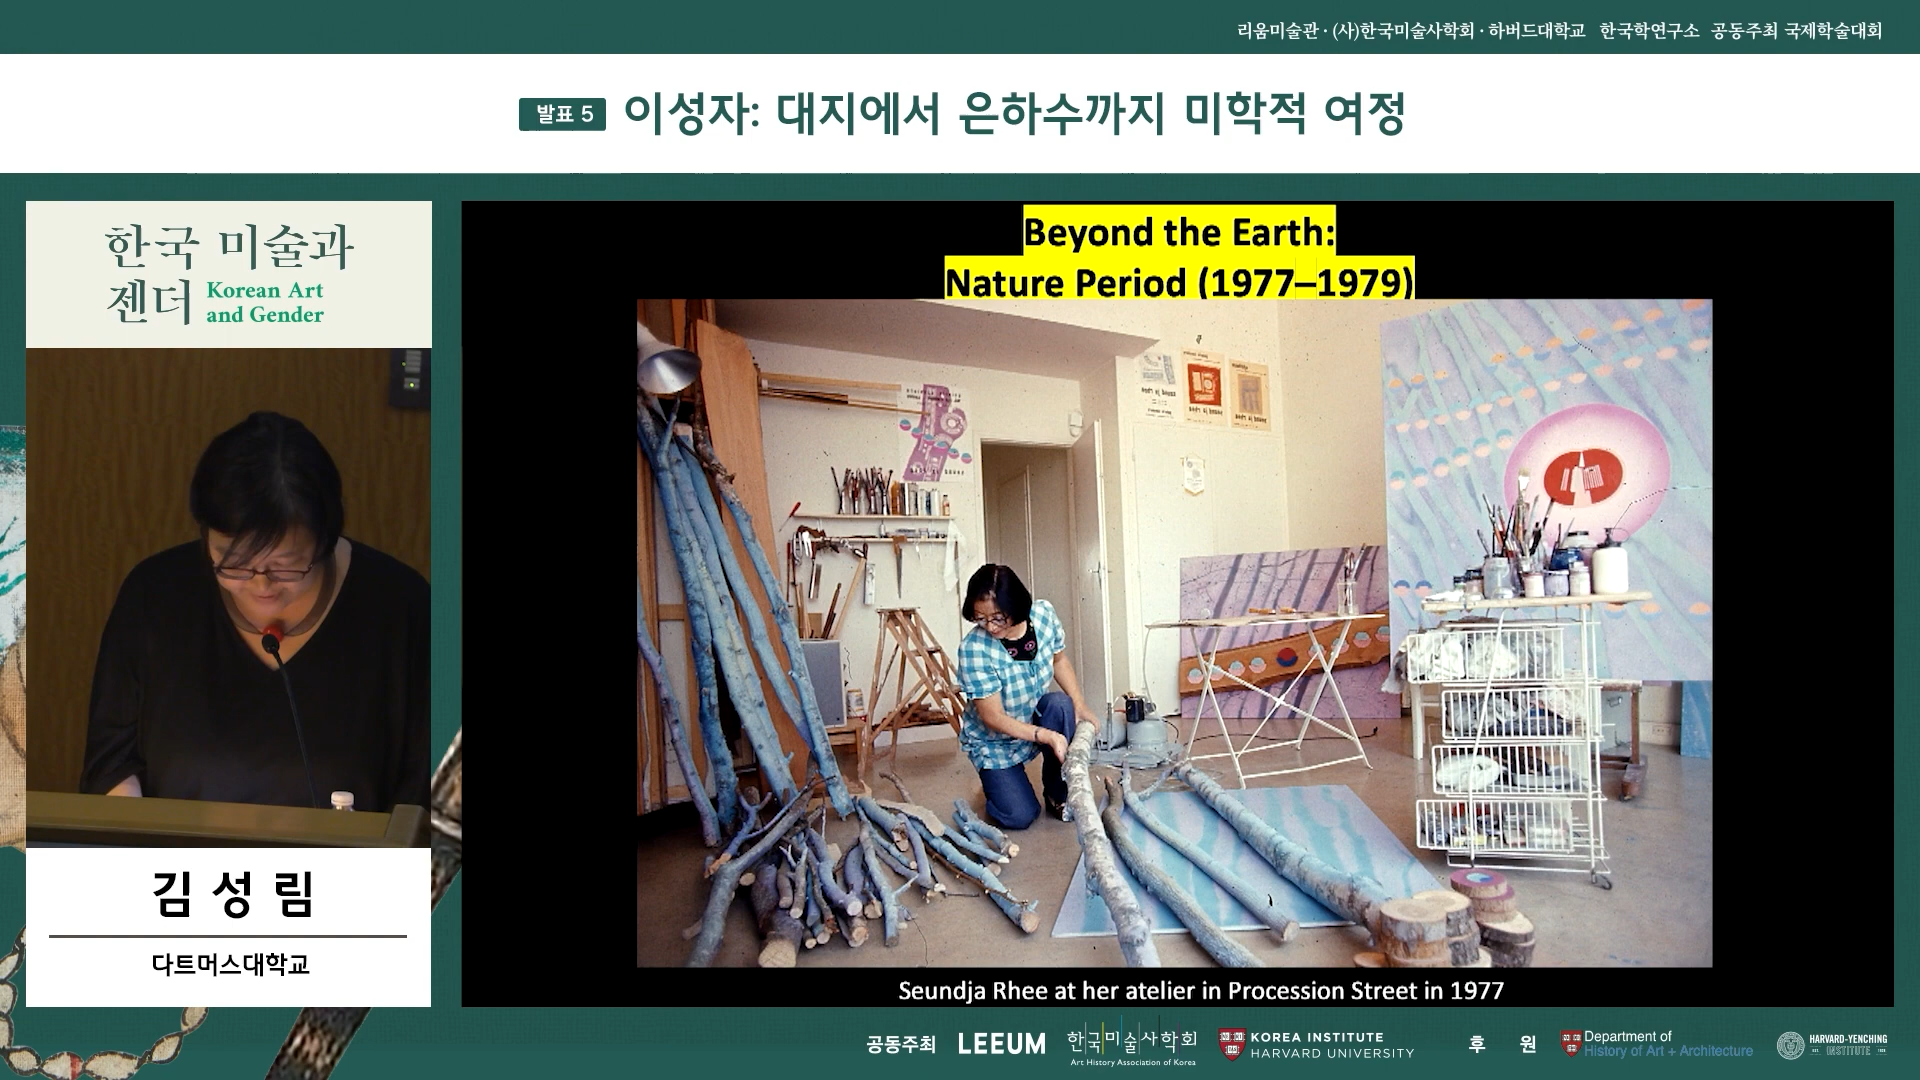 리움미술관 · (사)한국미술사학회 · 하버드대학교 한국학연구소 공동주최 국제학술대회
발표 5 이성자: 대지에서 은하수까지 미학적 여정
한국 미술과
젠더 Korean Art
and Gender
김성림
다트머스대학교
Beyond the Earth:
Nature Period (1977–1979)
Seundja Rhee at her atelier in Procession Street in 1977
공동주최 LEEUM 한국미술사학회 Art History Association of Korea KOREA INSTITUTE HARVARD UNIVERSITY 후 원 Department of History of Art + Architecture HARVARD-YENCHING INSTITUTE